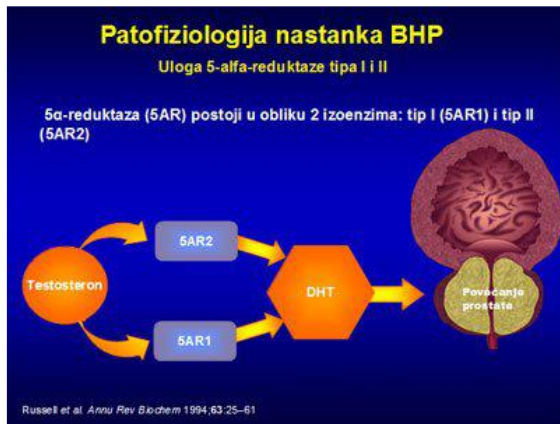 Patofiziologija nastanka BHP
Uloga 5-alfa-reduktaze tipa I i II
5α-reduktaza (5AR) postoji u obliku 2 izoenzima: tip I (5AR1) i tip II
(5AR2)
5AR2
Testosteron
DHT
Povećanje
prostate
5AR1
Russell et al. Annu Rev Biochem 1994;63:25–61